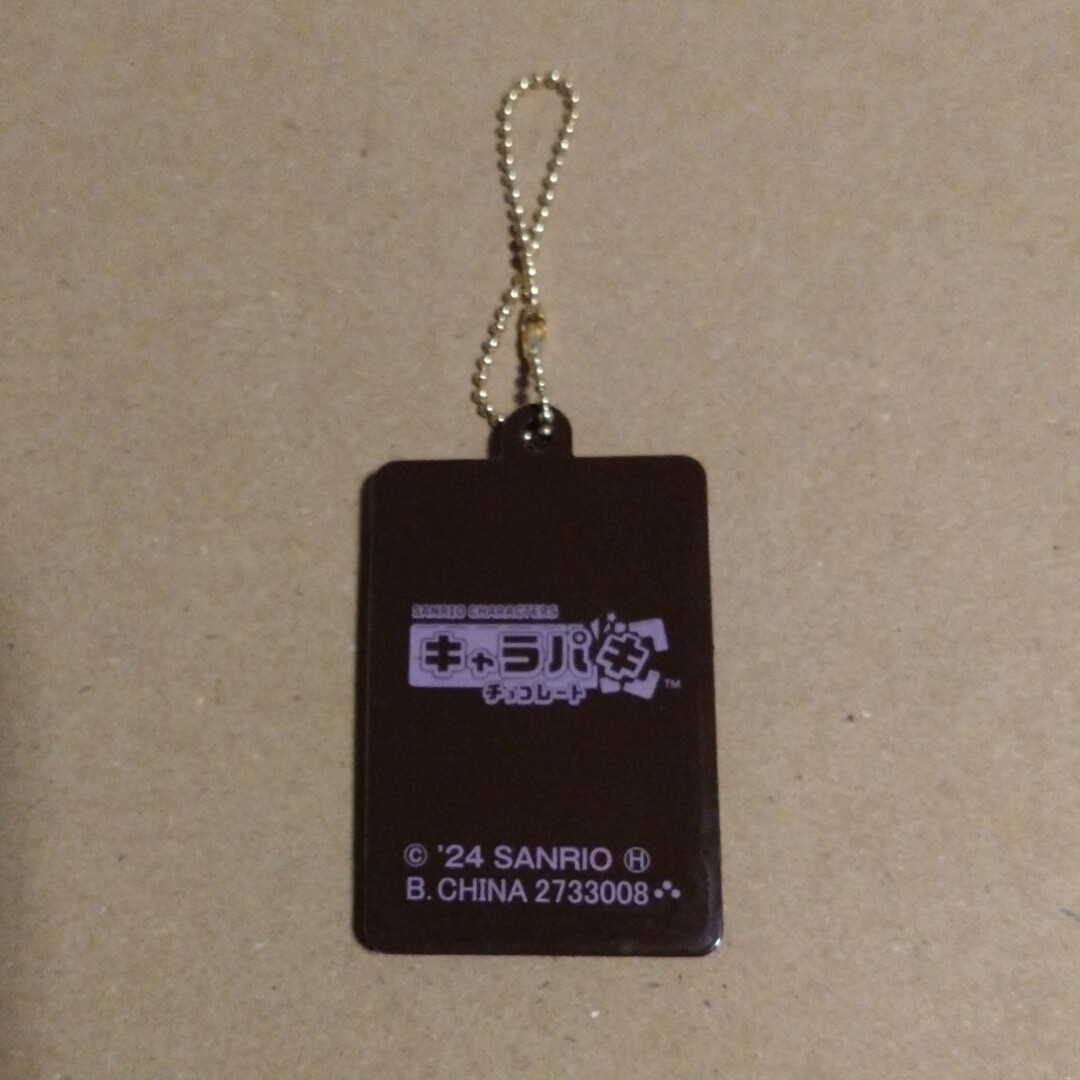 SANRIO CHARACTERS
キャラパキ
チョコレート
TM
© '24 SANRIO Ⓗ
B. CHINA 2733008